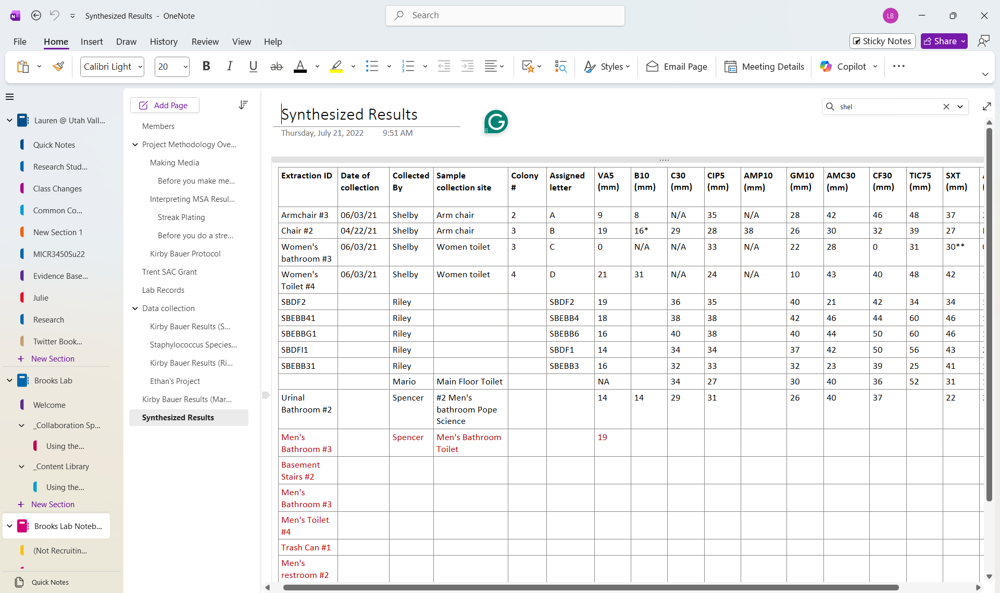 Synthesized Results - OneNote
Search
LB
File Home Insert Draw History Review View Help
Sticky Notes Share
Calibri Light 20 B I U ab A Styles Email Page Meeting Details Copilot
Lauren @ Utah Vall...
Quick Notes
Research Stud...
Class Changes
Common Co...
New Section 1
MICR3450Su22
Evidence Base...
Julie
Research
Twitter Book...
+ New Section
Brooks Lab
Welcome
_Collaboration Sp...
Using the...
_Content Library
Using the...
+ New Section
Brooks Lab Noteb...
(Not Recruitin...
Quick Notes
Add Page
Members
Project Methodology Ove...
Making Media
Before you make me...
Interpreting MSA Resul...
Streak Plating
Before you do a stre...
Kirby Bauer Protocol
Trent SAC Grant
Lab Records
Data collection
Kirby Bauer Results (S...
Staphylococcus Species...
Kirby Bauer Results (Ri...
Ethan's Project
Kirby Bauer Results (Mar...
Synthesized Results
Synthesized Results
Thursday, July 21, 2022 9:51 AM
shel
Extraction ID Date of collection Collected By Sample collection site Colony # Assigned letter VA5 (mm) B10 (mm) C30 (mm) CIP5 (mm) AMP10 (mm) GM10 (mm) AMC30 (mm) CF30 (mm) TIC75 (mm) SXT (mm)
Armchair #3 06/03/21 Shelby Arm chair 2 A 9 8 N/A 35 N/A 28 42 46 48 37
Chair #2 04/22/21 Shelby Arm chair 3 B 19 16* 29 28 38 26 30 32 39 27
Women's bathroom #3 06/03/21 Shelby Women toilet 3 C 0 N/A N/A 33 N/A 22 28 0 31 30**
Women's Toilet #4 06/03/21 Shelby Women toilet 4 D 21 31 N/A 24 N/A 10 43 40 48 42
SBDF2 Riley SBDF2 19 36 35 40 21 42 34 34
SBEBB41 Riley SBEBB4 18 38 38 42 46 44 60 46
SBEBBG1 Riley SBEBB6 16 40 38 40 44 50 60 46
SBDFI1 Riley SBDF1 14 34 34 37 42 50 56 43
SBEBB31 Riley SBEBB3 16 32 33 32 23 39 25 41
Mario Main Floor Toilet NA 34 27 30 40 36 52 31
Urinal Bathroom #2 Spencer #2 Men's bathroom Pope Science 14 14 29 31 26 40 37 22
Men's Bathroom #3 Spencer Men's Bathroom Toilet 19
Basement Stairs #2
Men's Bathroom #3
Men's Toilet #4
Trash Can #1
Men's restroom #2